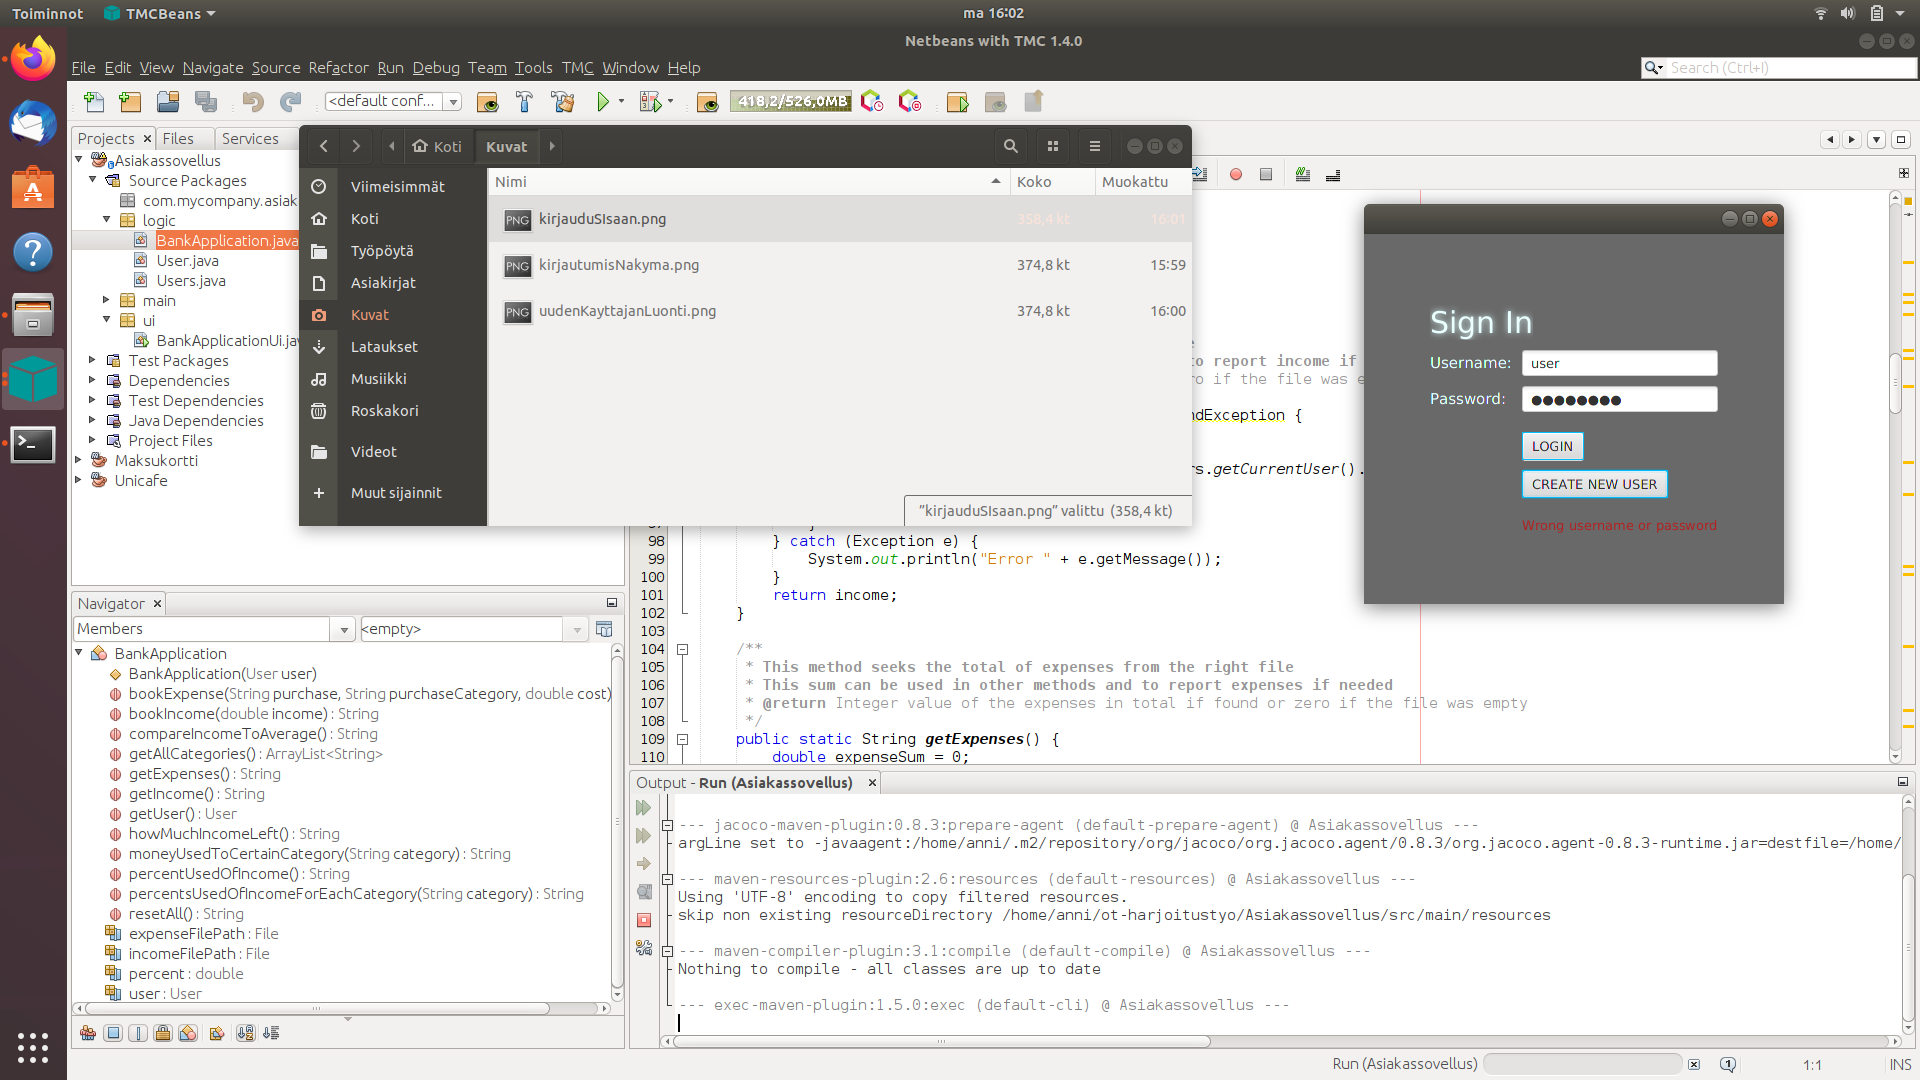 Toiminnot
TMCBeans
ma 16:02
Netbeans with TMC 1.4.0
File Edit View Navigate Source Refactor Run Debug Team Tools TMC Window Help
Search (Ctrl+I)
<default conf...
418,2/526,0MB
Projects
Files
Services
Asiakassovellus
Source Packages
com.mycompany.asiak
logic
BankApplication.java
User.java
Users.java
main
ui
BankApplicationUi.jav
Test Packages
Dependencies
Test Dependencies
Java Dependencies
Project Files
Maksukortti
Unicafe
Koti
Kuvat
Viimeisimmät
Koti
Työpöytä
Asiakirjat
Kuvat
Lataukset
Musiikki
Roskakori
Videot
Muut sijainnit
Nimi Koko Muokattu
PNG kirjauduSIsaan.png 358,4 kt 16:01
PNG kirjautumisNakyma.png 374,8 kt 15:59
PNG uudenKayttajanLuonti.png 374,8 kt 16:00
”kirjauduSIsaan.png” valittu (358,4 kt)
to report income if
ro if the file was e
ndException {
rs.getCurrentUser().
Sign In
Username: user
Password: ●●●●●●●●
LOGIN
CREATE NEW USER
Wrong username or password
98 } catch (Exception e) {
99 System.out.println("Error " + e.getMessage());
100 }
101 return income;
102 }
103
104 /**
105 * This method seeks the total of expenses from the right file
106 * This sum can be used in other methods and to report expenses if needed
107 * @return Integer value of the expenses in total if found or zero if the file was empty
108 */
109 public static String getExpenses() {
110 double expenseSum = 0;
Navigator
Members
<empty>
BankApplication
BankApplication(User user)
bookExpense(String purchase, String purchaseCategory, double cost)
bookIncome(double income) : String
compareIncomeToAverage() : String
getAllCategories() : ArrayList<String>
getExpenses() : String
getIncome() : String
getUser() : User
howMuchIncomeLeft() : String
moneyUsedToCertainCategory(String category) : String
percentUsedOfIncome() : String
percentsUsedOfIncomeForEachCategory(String category) : String
resetAll() : String
expenseFilePath : File
incomeFilePath : File
percent : double
user : User
Output - Run (Asiakassovellus)
--- jacoco-maven-plugin:0.8.3:prepare-agent (default-prepare-agent) @ Asiakassovellus ---
argLine set to -javaagent:/home/anni/.m2/repository/org/jacoco/org.jacoco.agent/0.8.3/org.jacoco.agent-0.8.3-runtime.jar=destfile=/home/
--- maven-resources-plugin:2.6:resources (default-resources) @ Asiakassovellus ---
Using 'UTF-8' encoding to copy filtered resources.
skip non existing resourceDirectory /home/anni/ot-harjoitustyo/Asiakassovellus/src/main/resources
--- maven-compiler-plugin:3.1:compile (default-compile) @ Asiakassovellus ---
Nothing to compile - all classes are up to date
--- exec-maven-plugin:1.5.0:exec (default-cli) @ Asiakassovellus ---
Run (Asiakassovellus)
1:1
INS